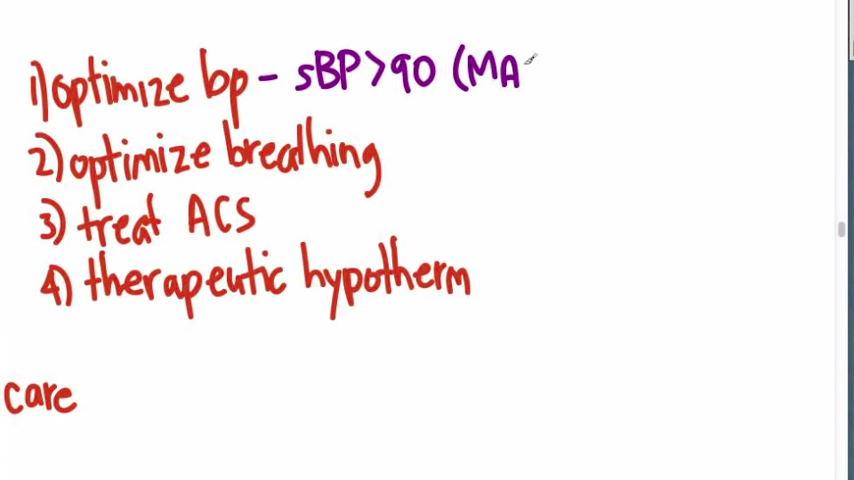 1) optimize bp - sBP > 90 (MA
2) optimize breathing
3) treat ACS
4) therapeutic hypotherm
care